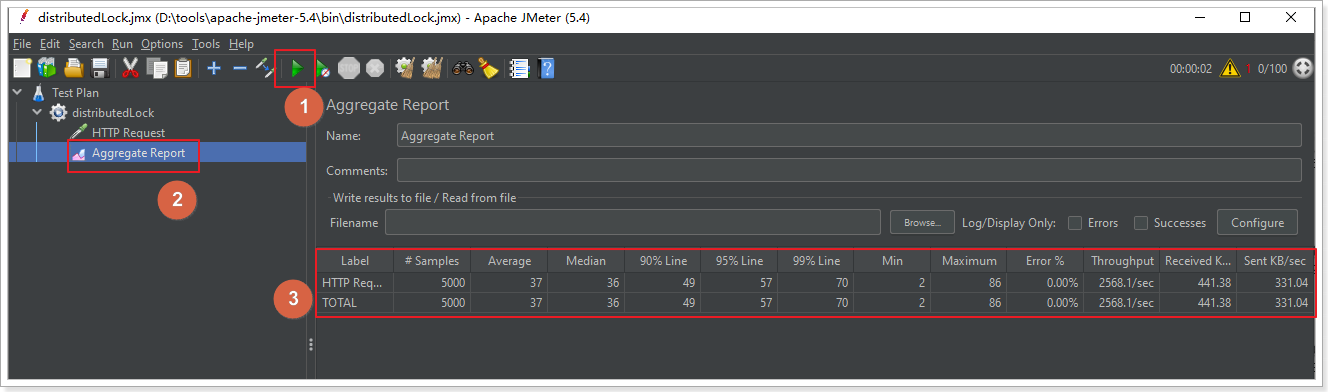 distributedLock.jmx (D:\tools\apache-jmeter-5.4\bin\distributedLock.jmx) - Apache JMeter (5.4)
File Edit Search Run Options Tools Help
STOP 00:00:02 1 0/100
Test Plan
distributedLock
HTTP Request
Aggregate Report
1
2
3
Aggregate Report
Name: Aggregate Report
Comments:
Write results to file / Read from file
Filename Browse... Log/Display Only: Errors Successes Configure
Label # Samples Average Median 90% Line 95% Line 99% Line Min Maximum Error % Throughput Received K... Sent KB/sec
HTTP Req... 5000 37 36 49 57 70 2 86 0.00% 2568.1/sec 441.38 331.04
TOTAL 5000 37 36 49 57 70 2 86 0.00% 2568.1/sec 441.38 331.04